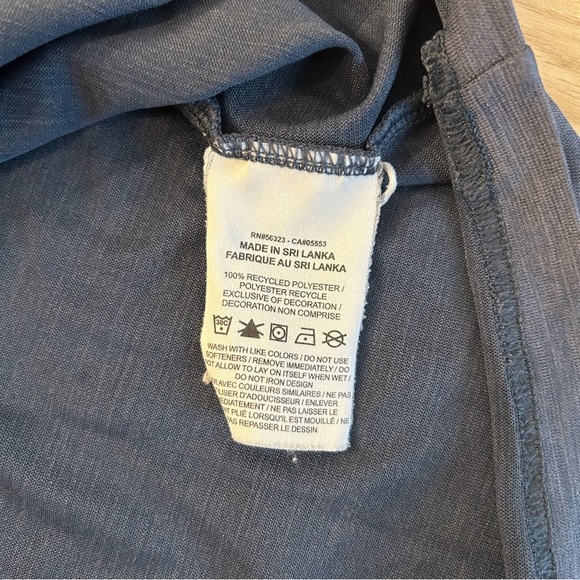 RN#56323 - CA#05553
MADE IN SRI LANKA
FABRIQUE AU SRI LANKA
100% RECYCLED POLYESTER /
POLYESTER RECYCLE
EXCLUSIVE OF DECORATION /
DECORATION NON COMPRISE
30C
WASH WITH LIKE COLORS / DO NOT USE
SOFTENERS / REMOVE IMMEDIATELY / DO
NOT ALLOW TO LAY ON ITSELF WHEN WET /
DO NOT IRON DESIGN
AVEC COULEURS SIMILAIRES / NE PAS
D'ADOUCISSEUR / ENLEVER
/ NE PAS LAISSER LE
PLIÉ LORSQU'IL EST MOUILLÉ / NE
REPASSER LE DESSIN